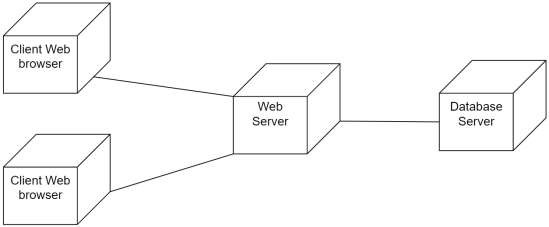 Client Web
browser
Client Web
browser
Web
Server
Database
Server